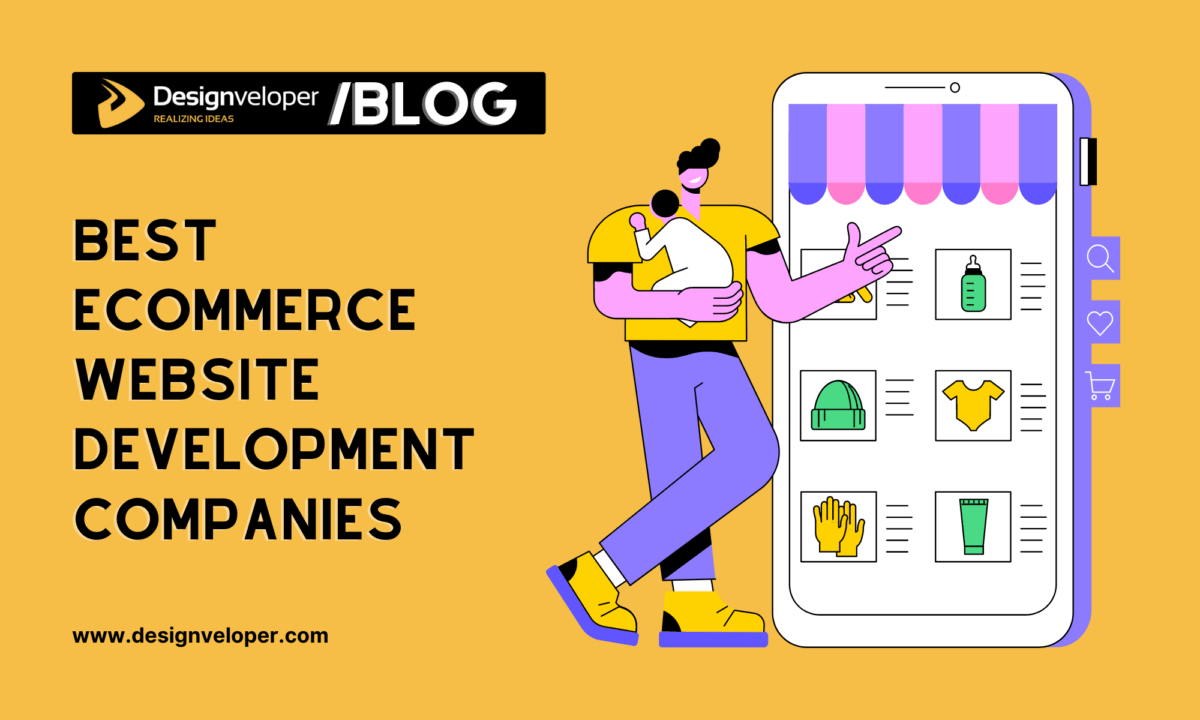 Designveloper /BLOG
REALIZING IDEAS
BEST
ECOMMERCE
WEBSITE
DEVELOPMENT
COMPANIES
www.designveloper.com